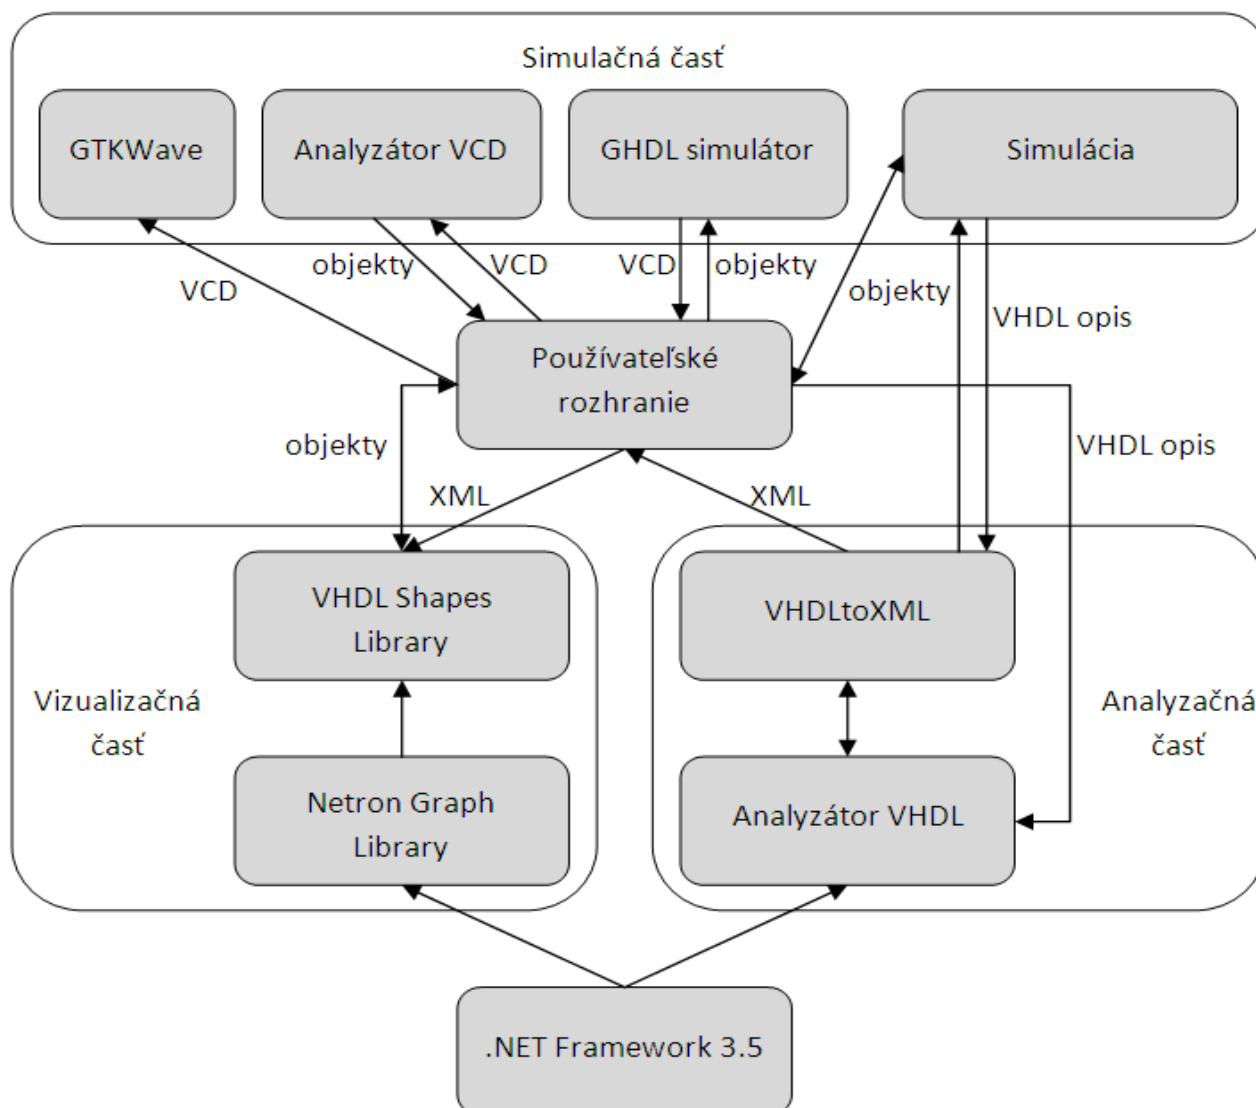 Simulačná časť
GTKWave
Analyzátor VCD
GHDL simulátor
Simulácia
objekty
VCD
VCD
objekty
VCD
objekty
VHDL opis
Používateľské
rozhranie
objekty
VHDL opis
XML
XML
VHDL Shapes
Library
VHDLtoXML
Vizualizačná
časť
Analyzačná
časť
Netron Graph
Library
Analyzátor VHDL
.NET Framework 3.5